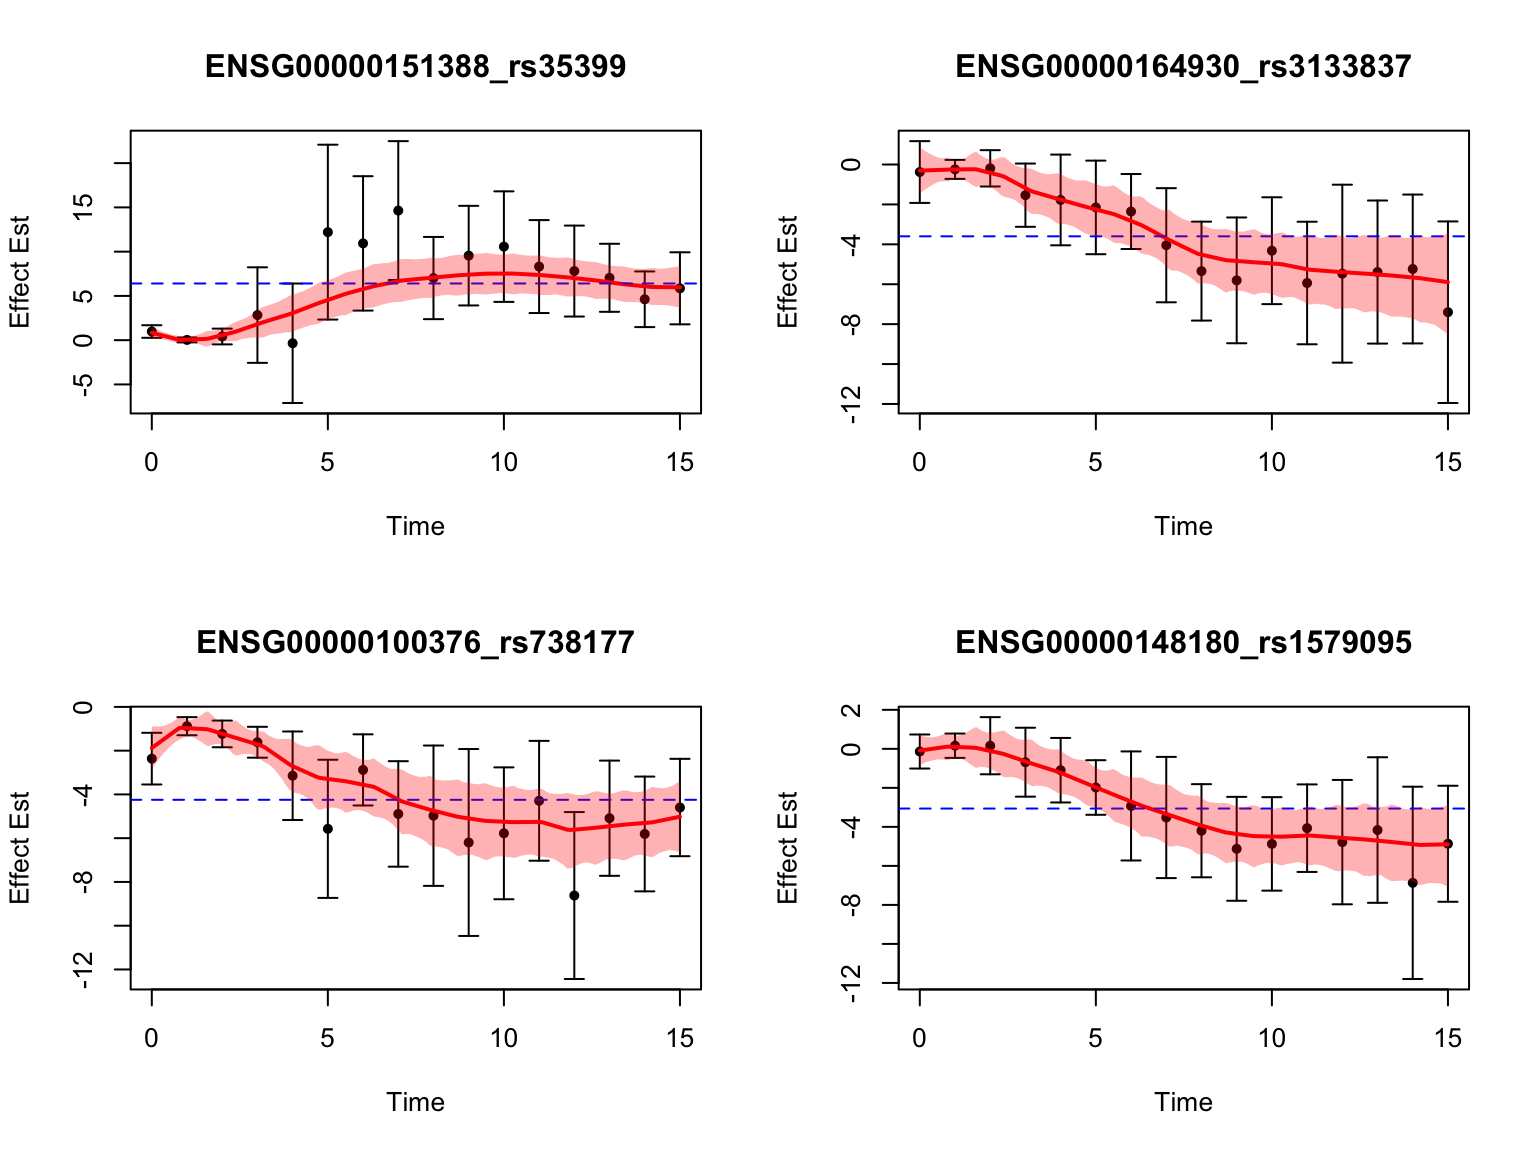 ENSG00000151388_rs35399
Effect Est
15
5
0
-5
0 5 10 15
Time
ENSG00000164930_rs3133837
Effect Est
0
-4
-8
-12
0 5 10 15
Time
ENSG00000100376_rs738177
Effect Est
0
-4
-8
-12
0 5 10 15
Time
ENSG00000148180_rs1579095
Effect Est
2
0
-4
-8
-12
0 5 10 15
Time